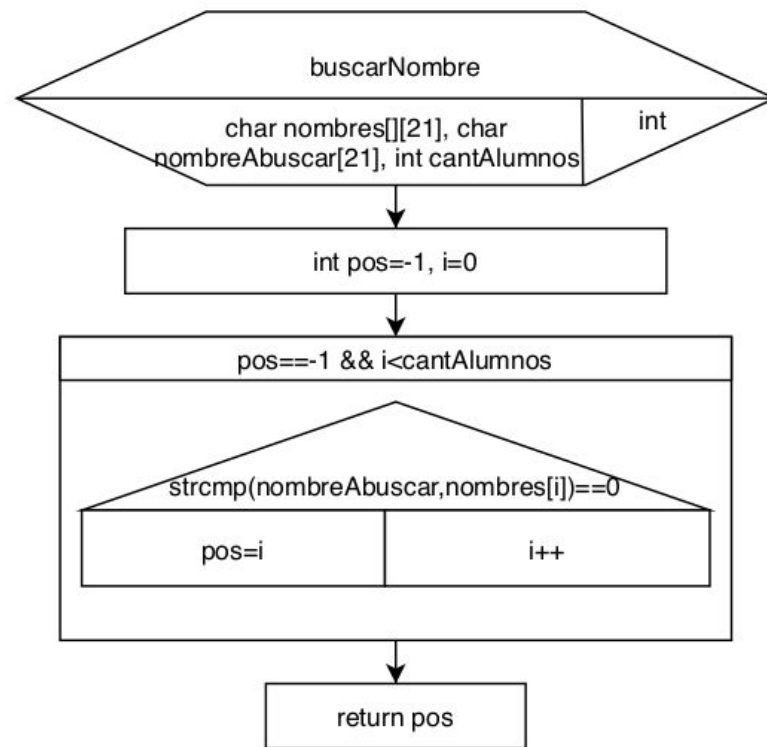 buscarNombre
char nombres[][21], char
nombreAbuscar[21], int cantAlumnos
int
int pos=-1, i=0
pos==-1 && i<cantAlumnos
strcmp(nombreAbuscar,nombres[i])==0
pos=i
i++
return pos